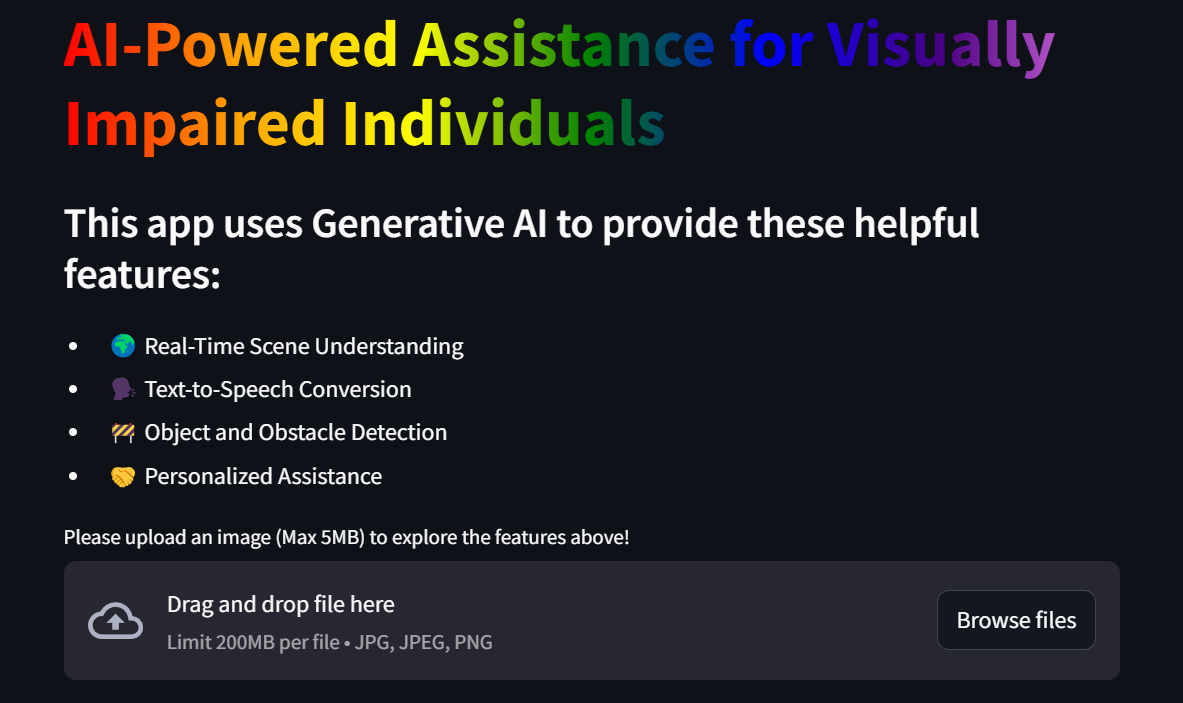 AI-Powered Assistance for Visually
Impaired Individuals
This app uses Generative AI to provide these helpful
features:
• 🌍 Real-Time Scene Understanding
• 🗣 Text-to-Speech Conversion
• 🚧 Object and Obstacle Detection
• 🤝 Personalized Assistance
Please upload an image (Max 5MB) to explore the features above!
Drag and drop file here
Limit 200MB per file • JPG, JPEG, PNG
Browse files